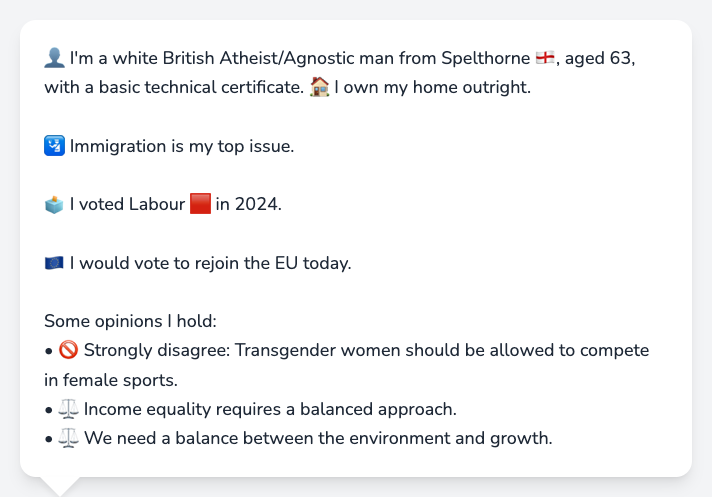 👤 I'm a white British Atheist/Agnostic man from Spelthorne 🏴󠁧󠁢󠁥󠁮󠁧󠁿, aged 63,
with a basic technical certificate. 🏠 I own my home outright.
🛂 Immigration is my top issue.
🗳️ I voted Labour 🟥 in 2024.
🇪🇺 I would vote to rejoin the EU today.
Some opinions I hold:
• 🚫 Strongly disagree: Transgender women should be allowed to compete
in female sports.
• ⚖️ Income equality requires a balanced approach.
• ⚖️ We need a balance between the environment and growth.